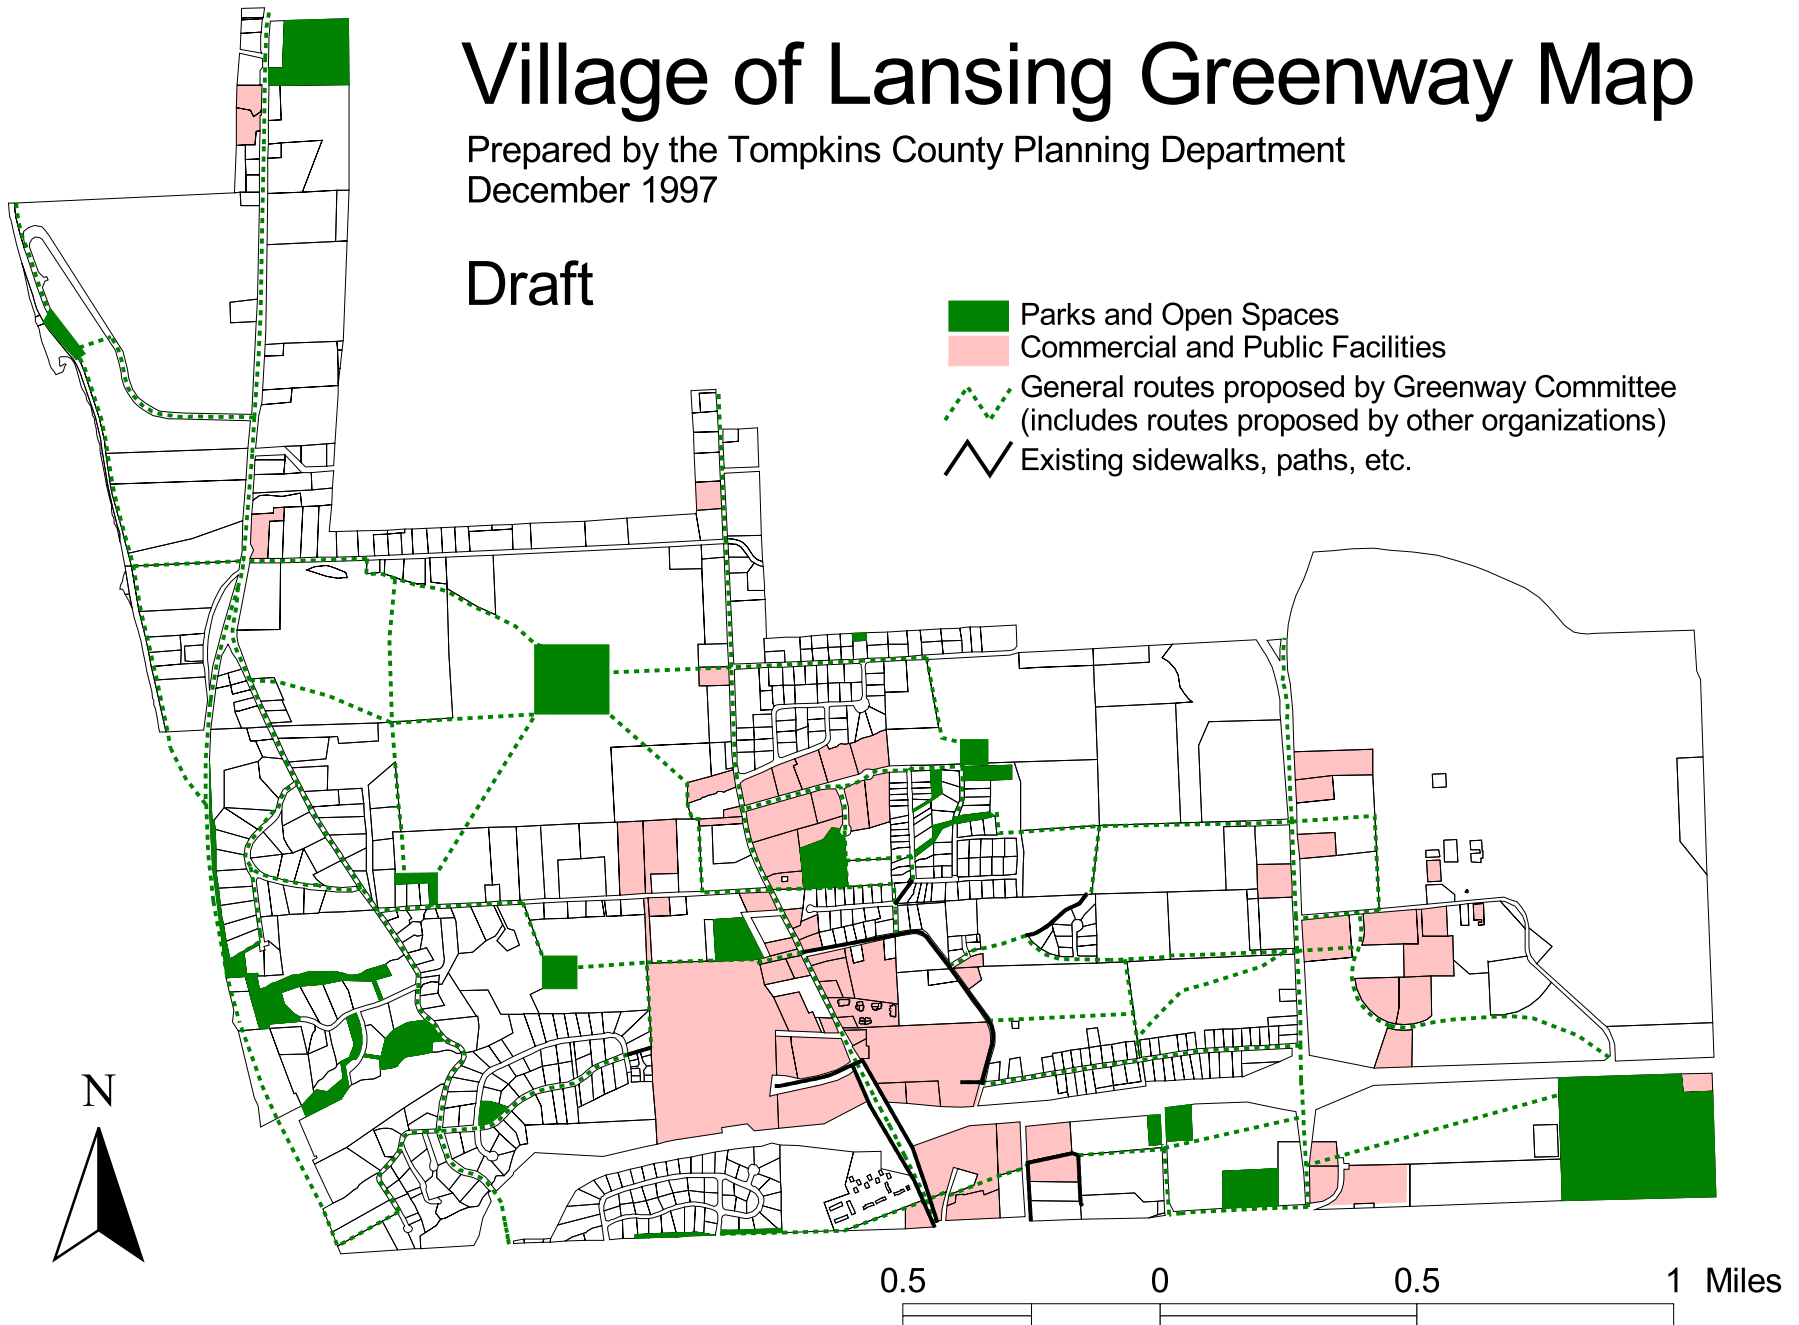 Village of Lansing Greenway Map
Prepared by the Tompkins County Planning Department
December 1997
Draft
Parks and Open Spaces
Commercial and Public Facilities
General routes proposed by Greenway Committee
(includes routes proposed by other organizations)
Existing sidewalks, paths, etc.
N
0.5 0 0.5 1 Miles